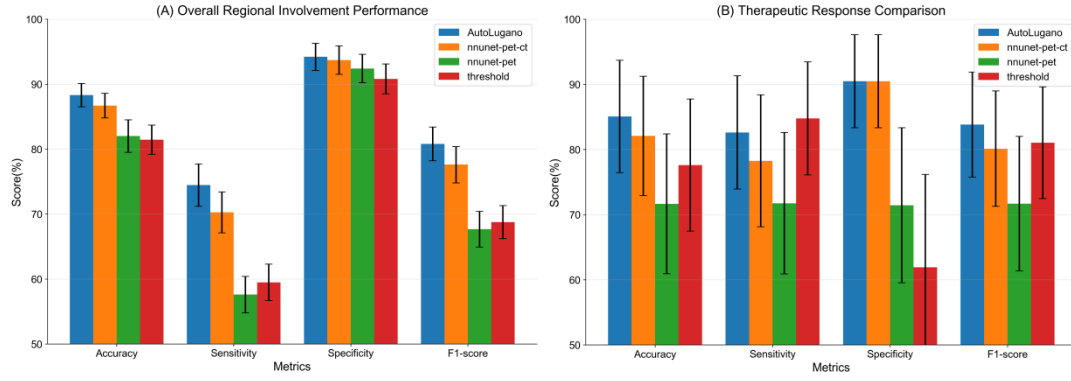 (A) Overall Regional Involvement Performance
100
90
80
70
60
50
Score(%)
AutoLugano
nnunet-pet-ct
nnunet-pet
threshold
Accuracy
Sensitivity
Specificity
F1-score
Metrics
(B) Therapeutic Response Comparison
100
90
80
70
60
50
Score(%)
AutoLugano
nnunet-pet-ct
nnunet-pet
threshold
Accuracy
Sensitivity
Specificity
F1-score
Metrics